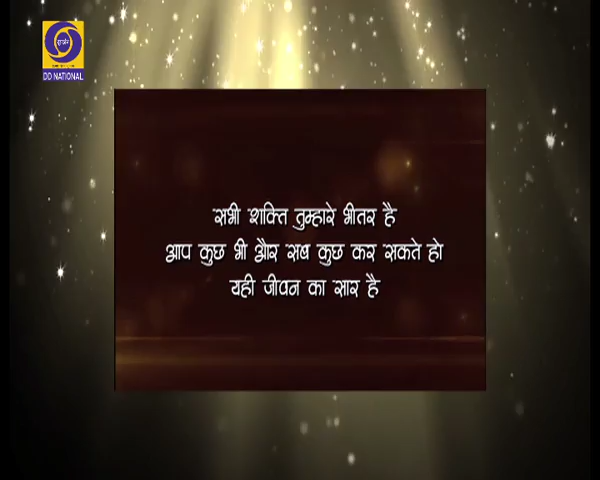 DD NATIONAL
सभी शक्ति तुम्हारे भीतर है
आप कुछ भी और सब कुछ कर सकते हो
यही जीवन का सार है